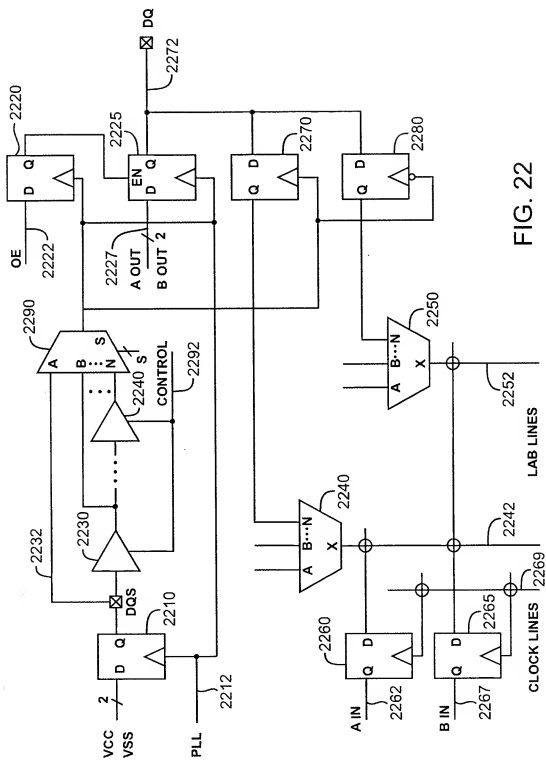 2220
D Q
OE
2222
2225
EN
D Q
A OUT
B OUT 2
2227
DQ
2272
2270
Q D
2280
Q D
FIG. 22
2290
A
B···N
S
S
2240
CONTROL
2292
2230
2232
DQS
2210
D Q
2
VCC
VSS
PLL
2212
2250
A B···N
X
2252
LAB LINES
2240
A B···N
X
2242
2269
CLOCK LINES
2260
Q D
A IN
2262
2265
Q D
B IN
2267